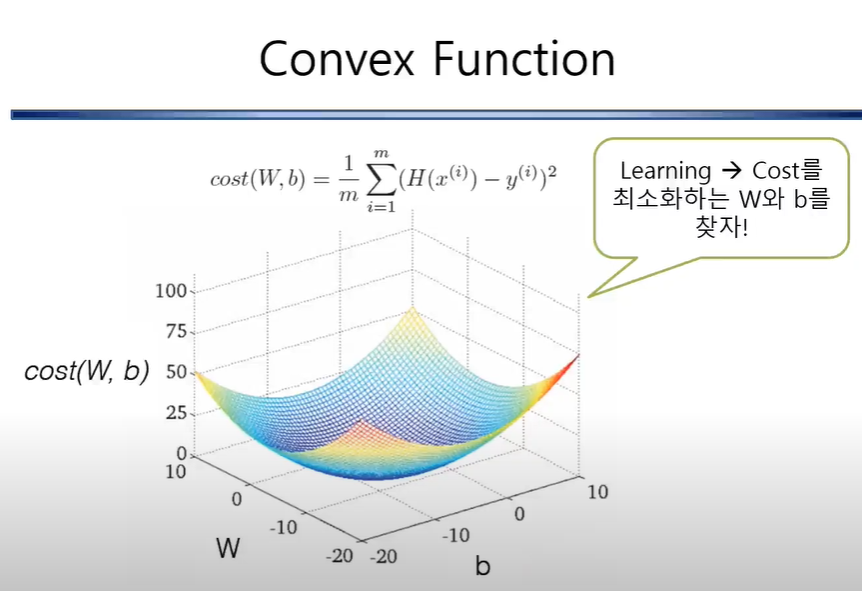 Convex Function
cost(W, b) = \frac{1}{m} \sum_{i=1}^{m} (H(x^{(i)}) - y^{(i)})^2
Learning → Cost를
최소화하는 W와 b를
찾자!
100
75
cost(W, b)
50
25
0
10
0
-10
-20
W
-20
-10
0
10
b